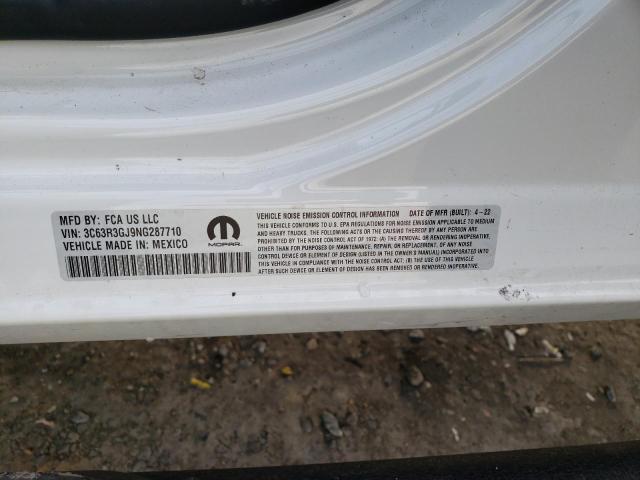 MFD BY: FCA US LLC
VIN: 3C63R3GJ9NG287710
VEHICLE MADE IN: MEXICO
MOPAR
VEHICLE NOISE EMISSION CONTROL INFORMATION DATE OF MFR (BUILT): 4-22
THIS VEHICLE CONFORMS TO U.S. EPA REGULATIONS FOR NOISE EMISSION APPLICABLE TO MEDIUM
AND HEAVY TRUCKS. THE FOLLOWING ACTS OR THE CAUSING THEREOF BY ANY PERSON ARE
PROHIBITED BY THE NOISE CONTROL ACT OF 1972: (A) THE REMOVAL OR RENDERING INOPERATIVE,
OTHER THAN FOR PURPOSES OF MAINTENANCE, REPAIR, OR REPLACEMENT, OF ANY NOISE
CONTROL DEVICE OR ELEMENT OF DESIGN (LISTED IN THE OWNER'S MANUAL) INCORPORATED INTO
THIS VEHICLE IN COMPLIANCE WITH THE NOISE CONTROL ACT; (B) THE USE OF THIS VEHICLE
AFTER SUCH DEVICE OR ELEMENT OF DESIGN HAS BEEN REMOVED OR RENDERED INOPERATIVE.